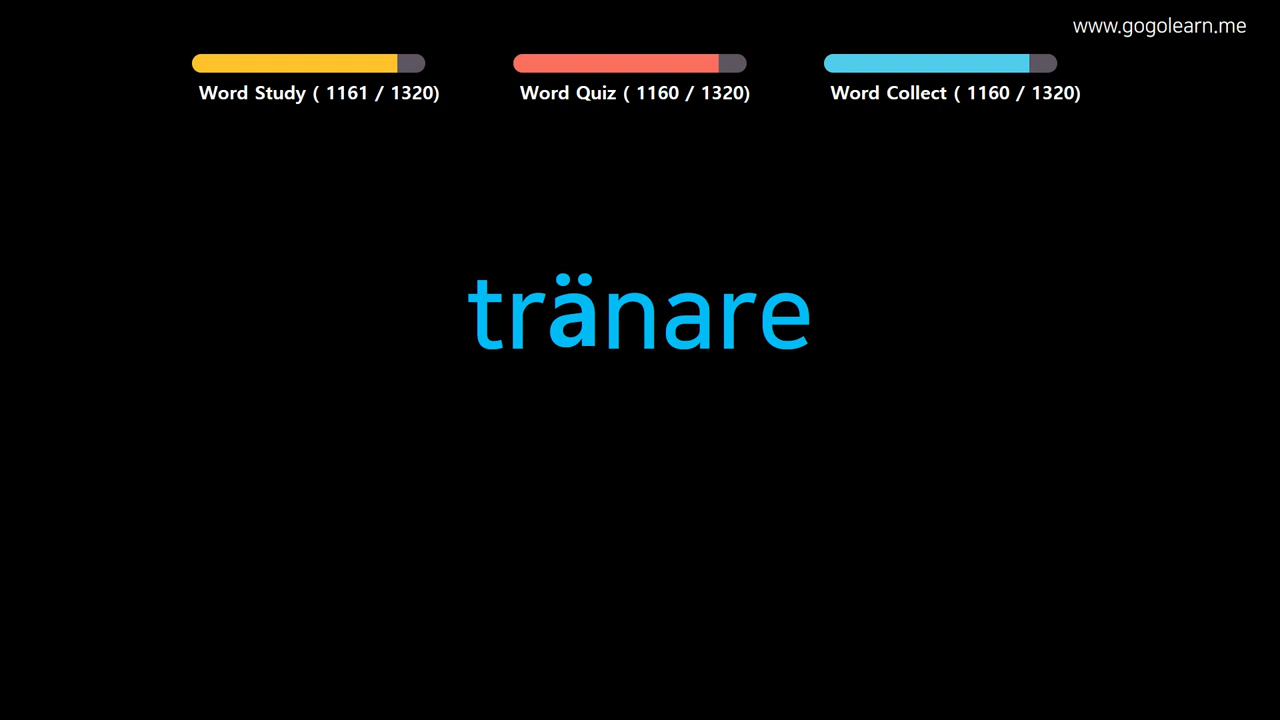 www.gogolearn.me
Word Study ( 1161 / 1320)
Word Quiz ( 1160 / 1320)
Word Collect ( 1160 / 1320)
tränare